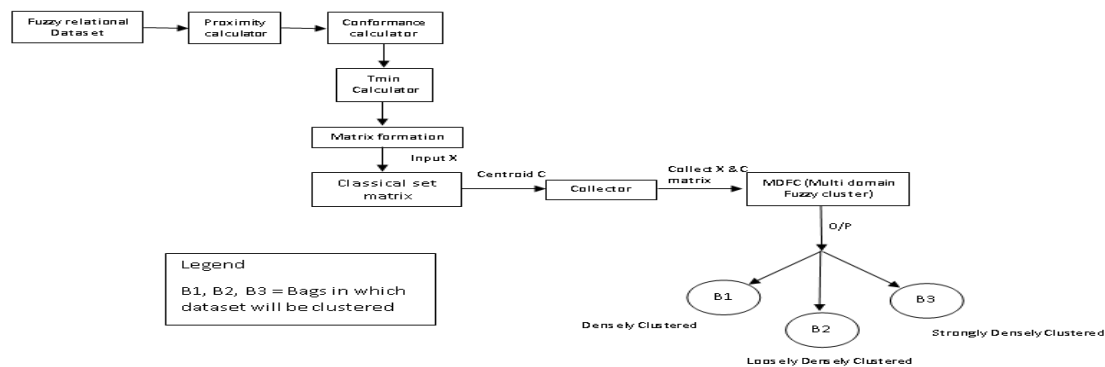 Fuzzy relational
Dataset
Proximity
calculator
Conformance
calculator
Tmin
Calculator
Matrix formation
Input X
Classical set
matrix
Centroid C
Collector
Collect X & C
matrix
MDFC (Multi domain
Fuzzy cluster)
O/P
Legend
B1, B2, B3 = Bags in which
dataset will be clustered
B1
B2
B3
Densely Clustered
Loosely Densely Clustered
Strongly Densely Clustered